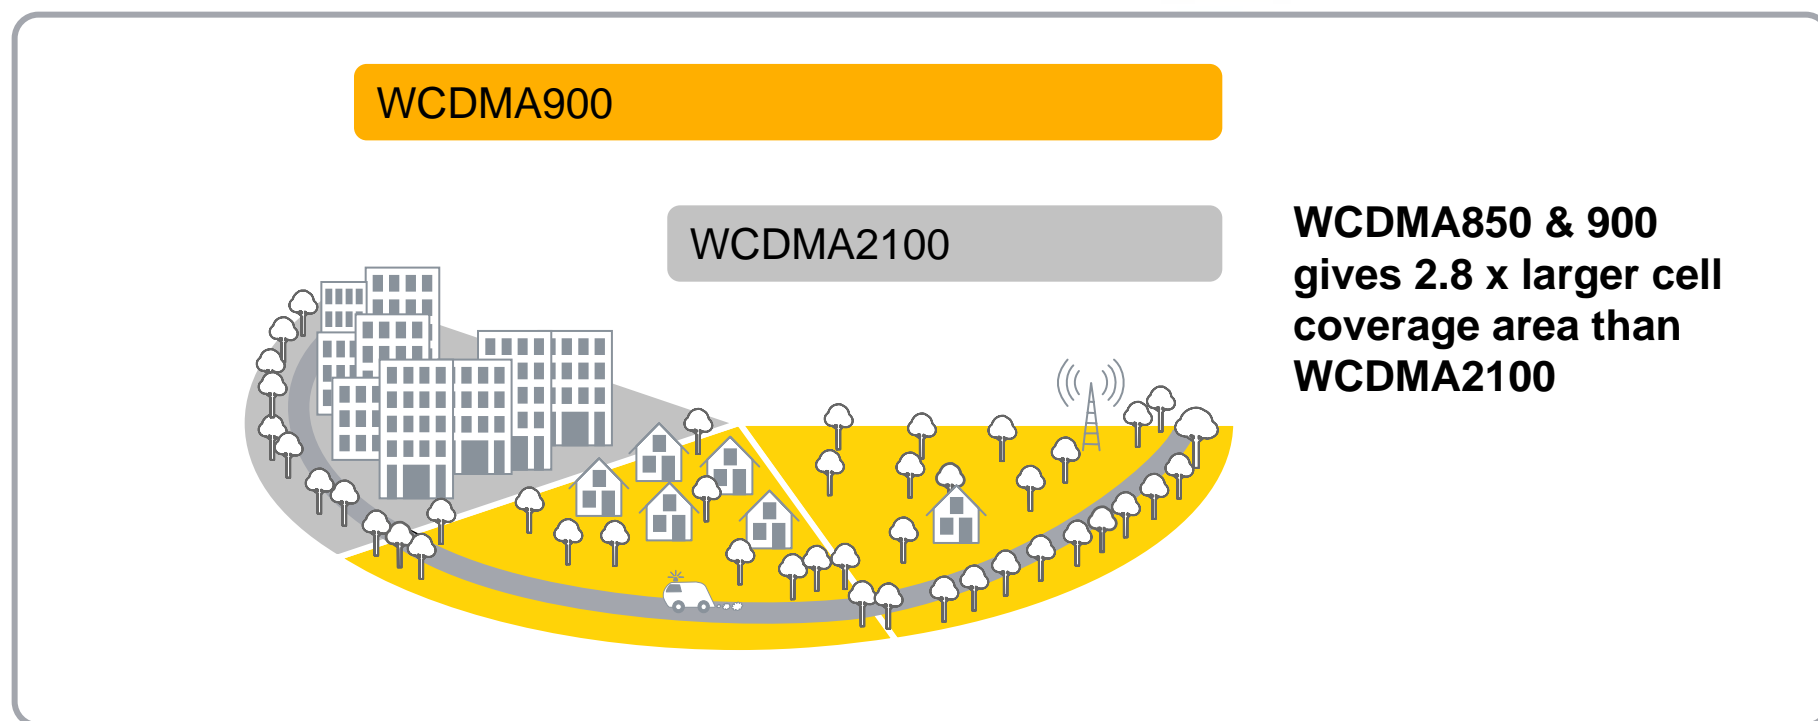 WCDMA900
WCDMA2100
WCDMA850 & 900
gives 2.8 x larger cell
coverage area than
WCDMA2100